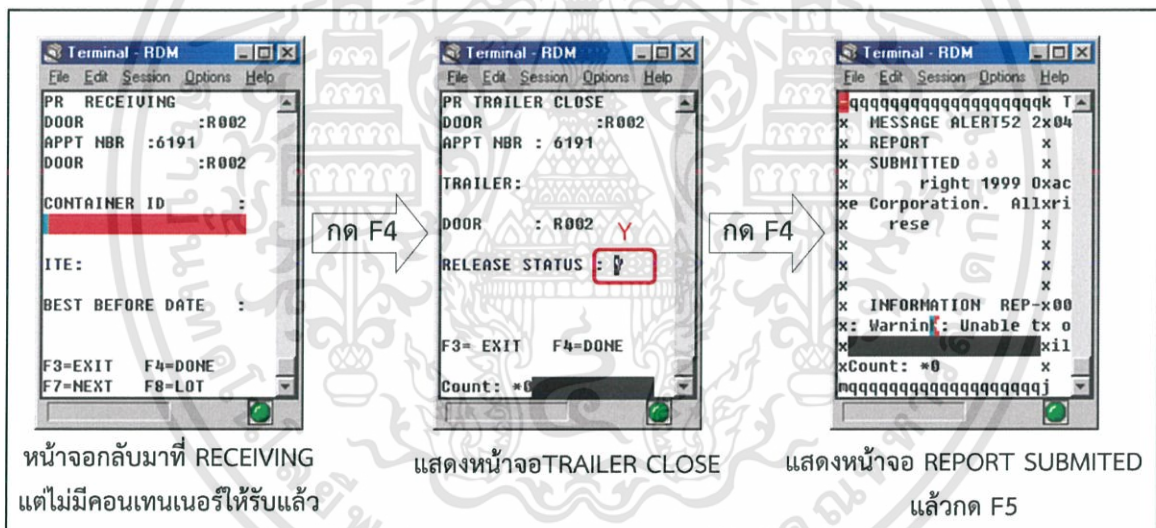 Terminal - RDM
File Edit Session Options Help
PR RECEIVING
DOOR :R002
APPT NBR :6191
DOOR :R002
CONTAINER ID :
ITE:
BEST BEFORE DATE :
F3=EXIT F4=DONE
F7=NEXT F8=LOT
หน้าจอกลับมาที่ RECEIVING
แต่ไม่มีคอนเทนเนอร์ให้รับแล้ว
กด F4
Terminal - RDM
File Edit Session Options Help
PR TRAILER CLOSE
DOOR :R002
APPT NBR : 6191
TRAILER:
DOOR : R002
Y
RELEASE STATUS :
F3= EXIT F4=DONE
Count: *0
แสดงหน้าจอTRAILER CLOSE
กด F4
Terminal - RDM
File Edit Session Options Help
-qqqqqqqqqqqqqqqqqqqk T
x MESSAGE ALERT52 2x04
x REPORT x
x SUBMITTED x
x right 1999 0xac
xe Corporation. Allxri
x rese x
x x
x x
x x
x INFORMATION REP-x00
x: Warnin : Unable tx o
x xil
xCount: *0 x
mqqqqqqqqqqqqqqqqqqqj
แสดงหน้าจอ REPORT SUBMITED
แล้วกด F5